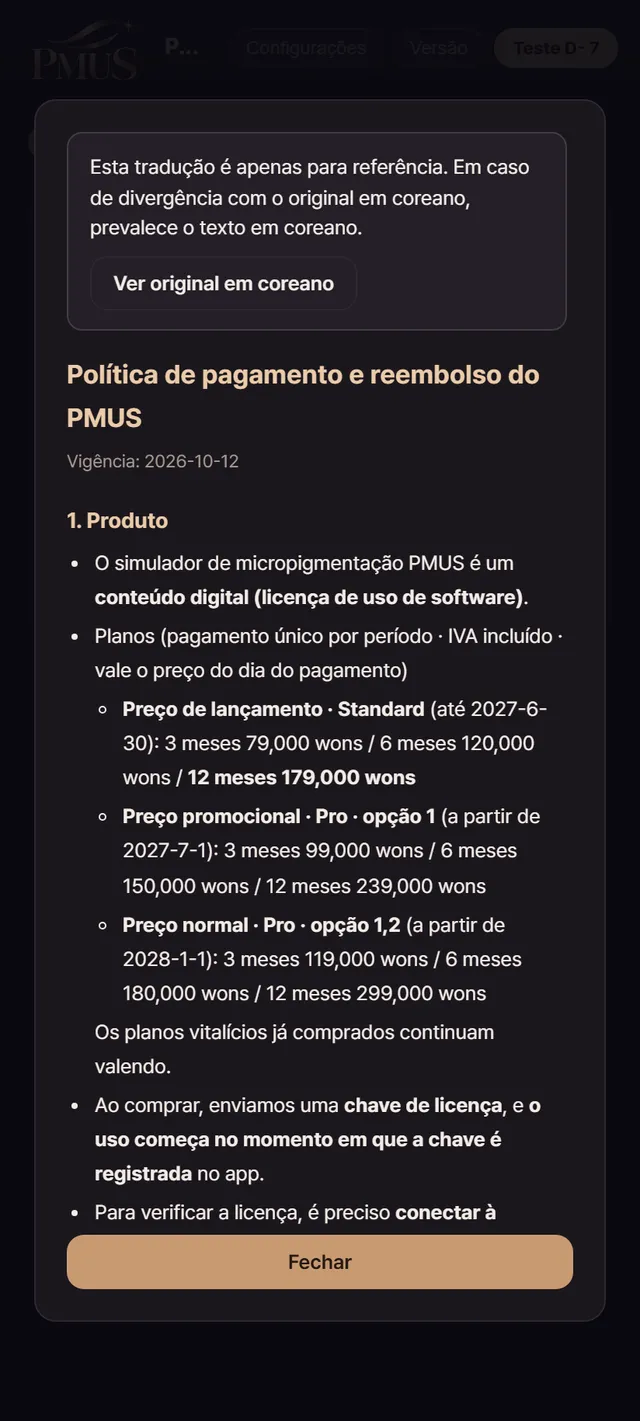 PMUS
P...
Configurações
Versão
Teste D-7
Esta tradução é apenas para referência. Em caso
de divergência com o original em coreano,
prevalece o texto em coreano.
Ver original em coreano
Política de pagamento e reembolso do
PMUS
Vigência: 2026-10-12
1. Produto
• O simulador de micropigmentação PMUS é um
conteúdo digital (licença de uso de software).
• Planos (pagamento único por período · IVA incluído ·
vale o preço do dia do pagamento)
◦ Preço de lançamento · Standard (até 2027-6-
30): 3 meses 79,000 wons / 6 meses 120,000
wons / 12 meses 179,000 wons
◦ Preço promocional · Pro · opção 1 (a partir de
2027-7-1): 3 meses 99,000 wons / 6 meses
150,000 wons / 12 meses 239,000 wons
◦ Preço normal · Pro · opção 1,2 (a partir de
2028-1-1): 3 meses 119,000 wons / 6 meses
180,000 wons / 12 meses 299,000 wons
Os planos vitalícios já comprados continuam
valendo.
• Ao comprar, enviamos uma chave de licença, e o
uso começa no momento em que a chave é
registrada no app.
• Para verificar a licença, é preciso conectar à
Fechar